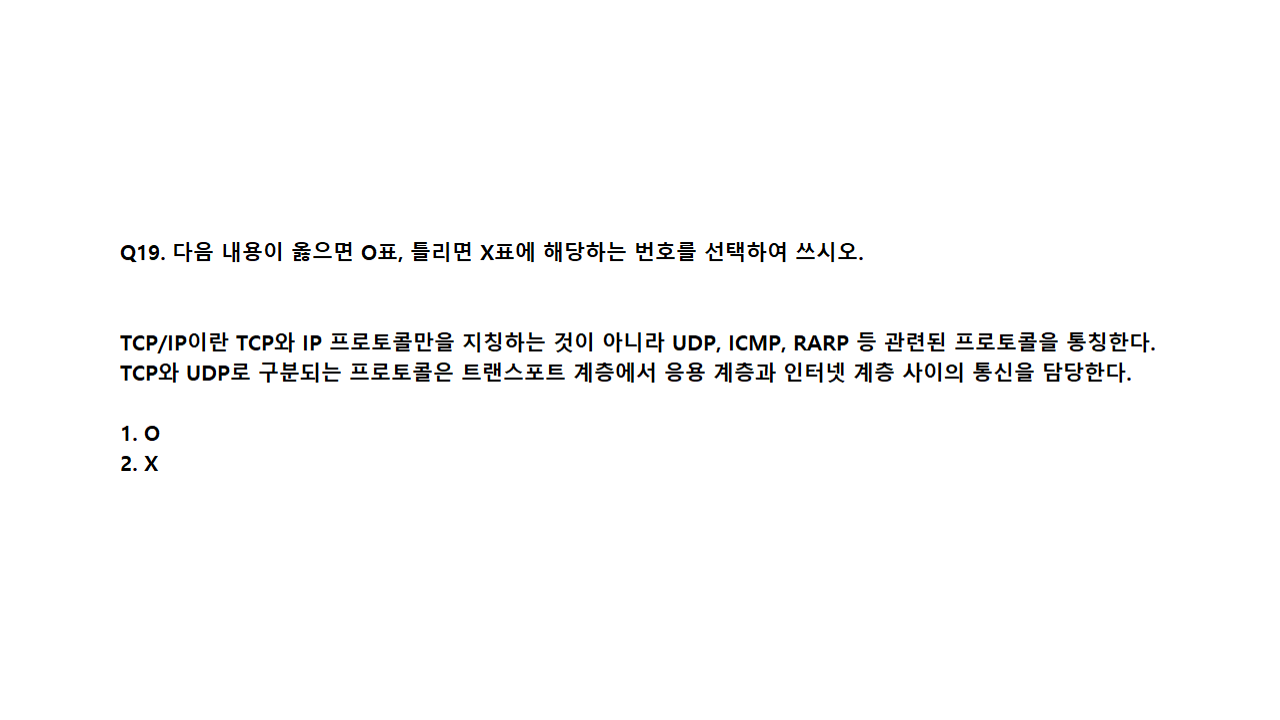 Q19. 다음 내용이 옳으면 O표, 틀리면 X표에 해당하는 번호를 선택하여 쓰시오.
TCP/IP이란 TCP와 IP 프로토콜만을 지칭하는 것이 아니라 UDP, ICMP, RARP 등 관련된 프로토콜을 통칭한다.
TCP와 UDP로 구분되는 프로토콜은 트랜스포트 계층에서 응용 계층과 인터넷 계층 사이의 통신을 담당한다.
1. O
2. X